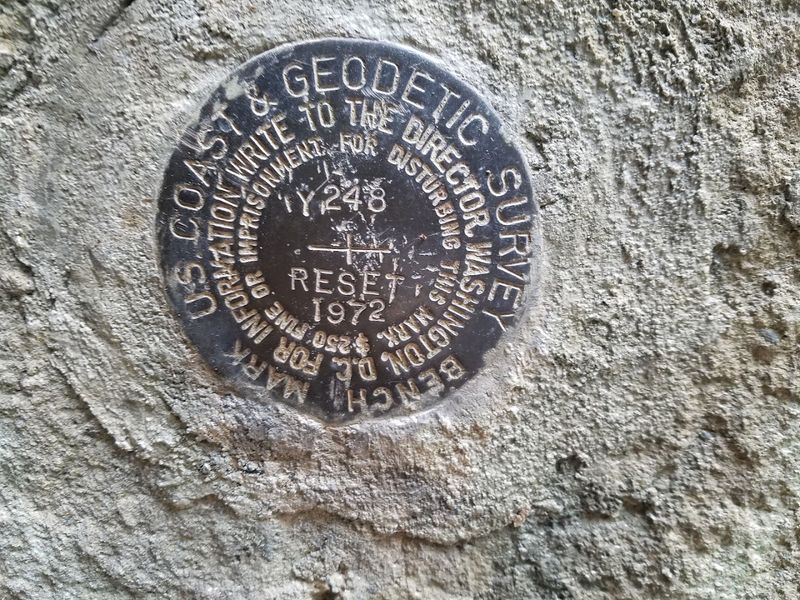 U.S. COAST & GEODETIC SURVEY
BENCH MARK
FOR INFORMATION WRITE TO THE DIRECTOR, WASHINGTON, D.C.
$250 FINE OR IMPRISONMENT FOR DISTURBING THIS MARK.
Y 248
RESET
1972